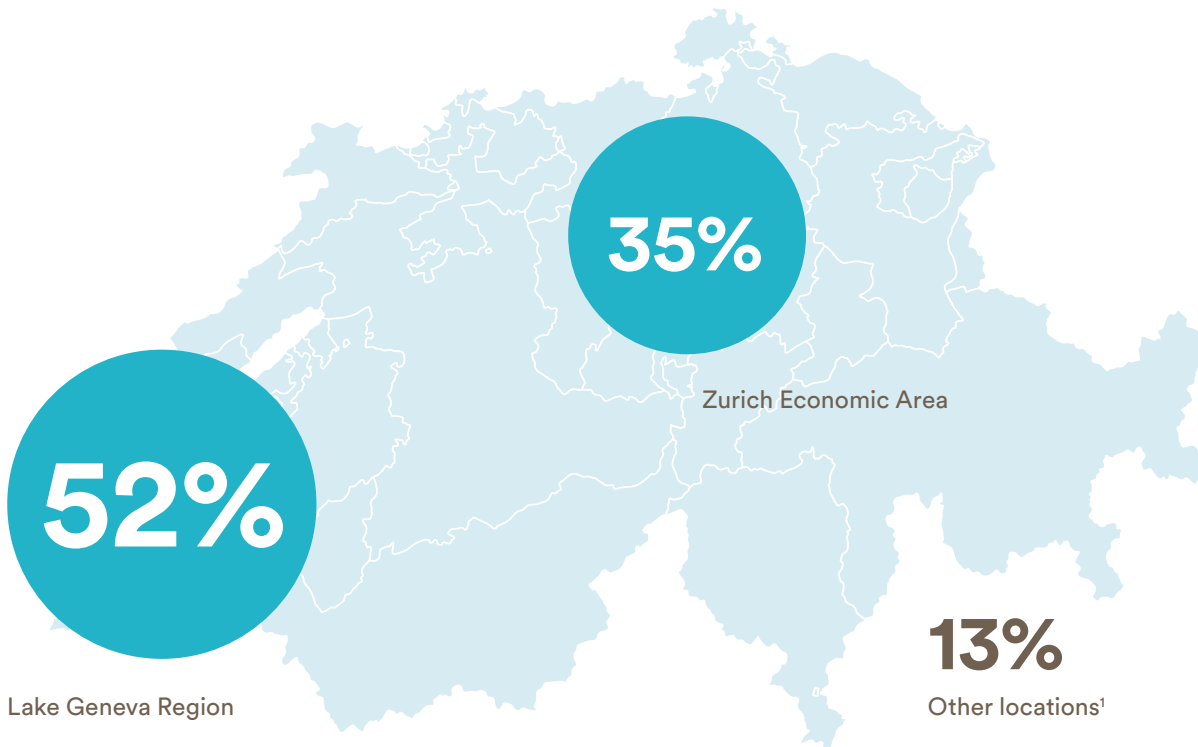 35%
Zurich Economic Area
52%
Lake Geneva Region
13%
Other locations¹